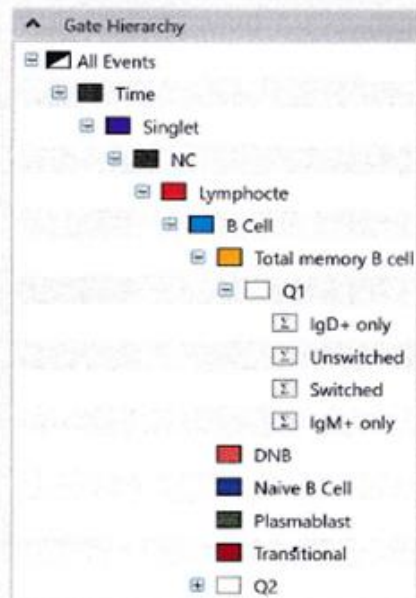 Gate Hierarchy
All Events
Time
Singlet
NC
Lymphocte
B Cell
Total memory B cell
Q1
Σ IgD+ only
Σ Unswitched
Σ Switched
Σ IgM+ only
DNB
Naive B Cell
Plasmablast
Transitional
Q2